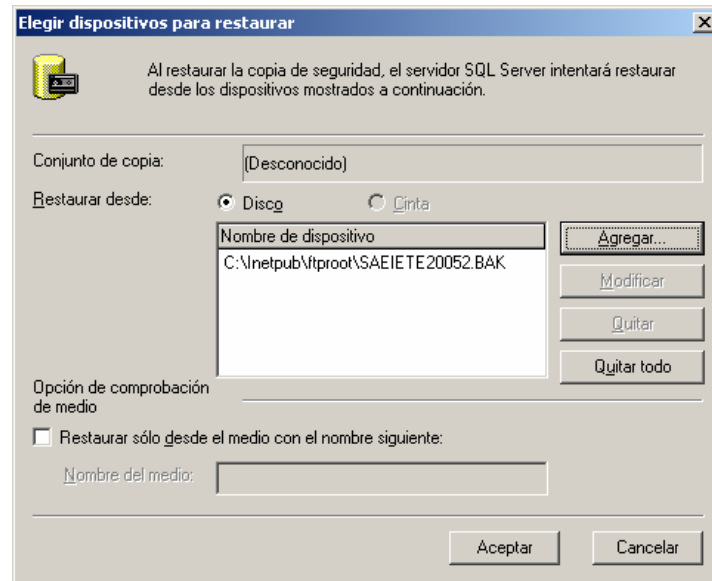 Elegir dispositivos para restaurar
Al restaurar la copia de seguridad, el servidor SQL Server intentará restaurar
desde los dispositivos mostrados a continuación.
Conjunto de copia:
(Desconocido)
Restaurar desde:
Disco
Cinta
Nombre de dispositivo
C:\Inetpub\ftproot\SAEIETE20052.BAK
Agregar...
Modificar
Quitar
Quitar todo
Opción de comprobación
de medio
Restaurar sólo desde el medio con el nombre siguiente:
Nombre del medio:
Aceptar
Cancelar